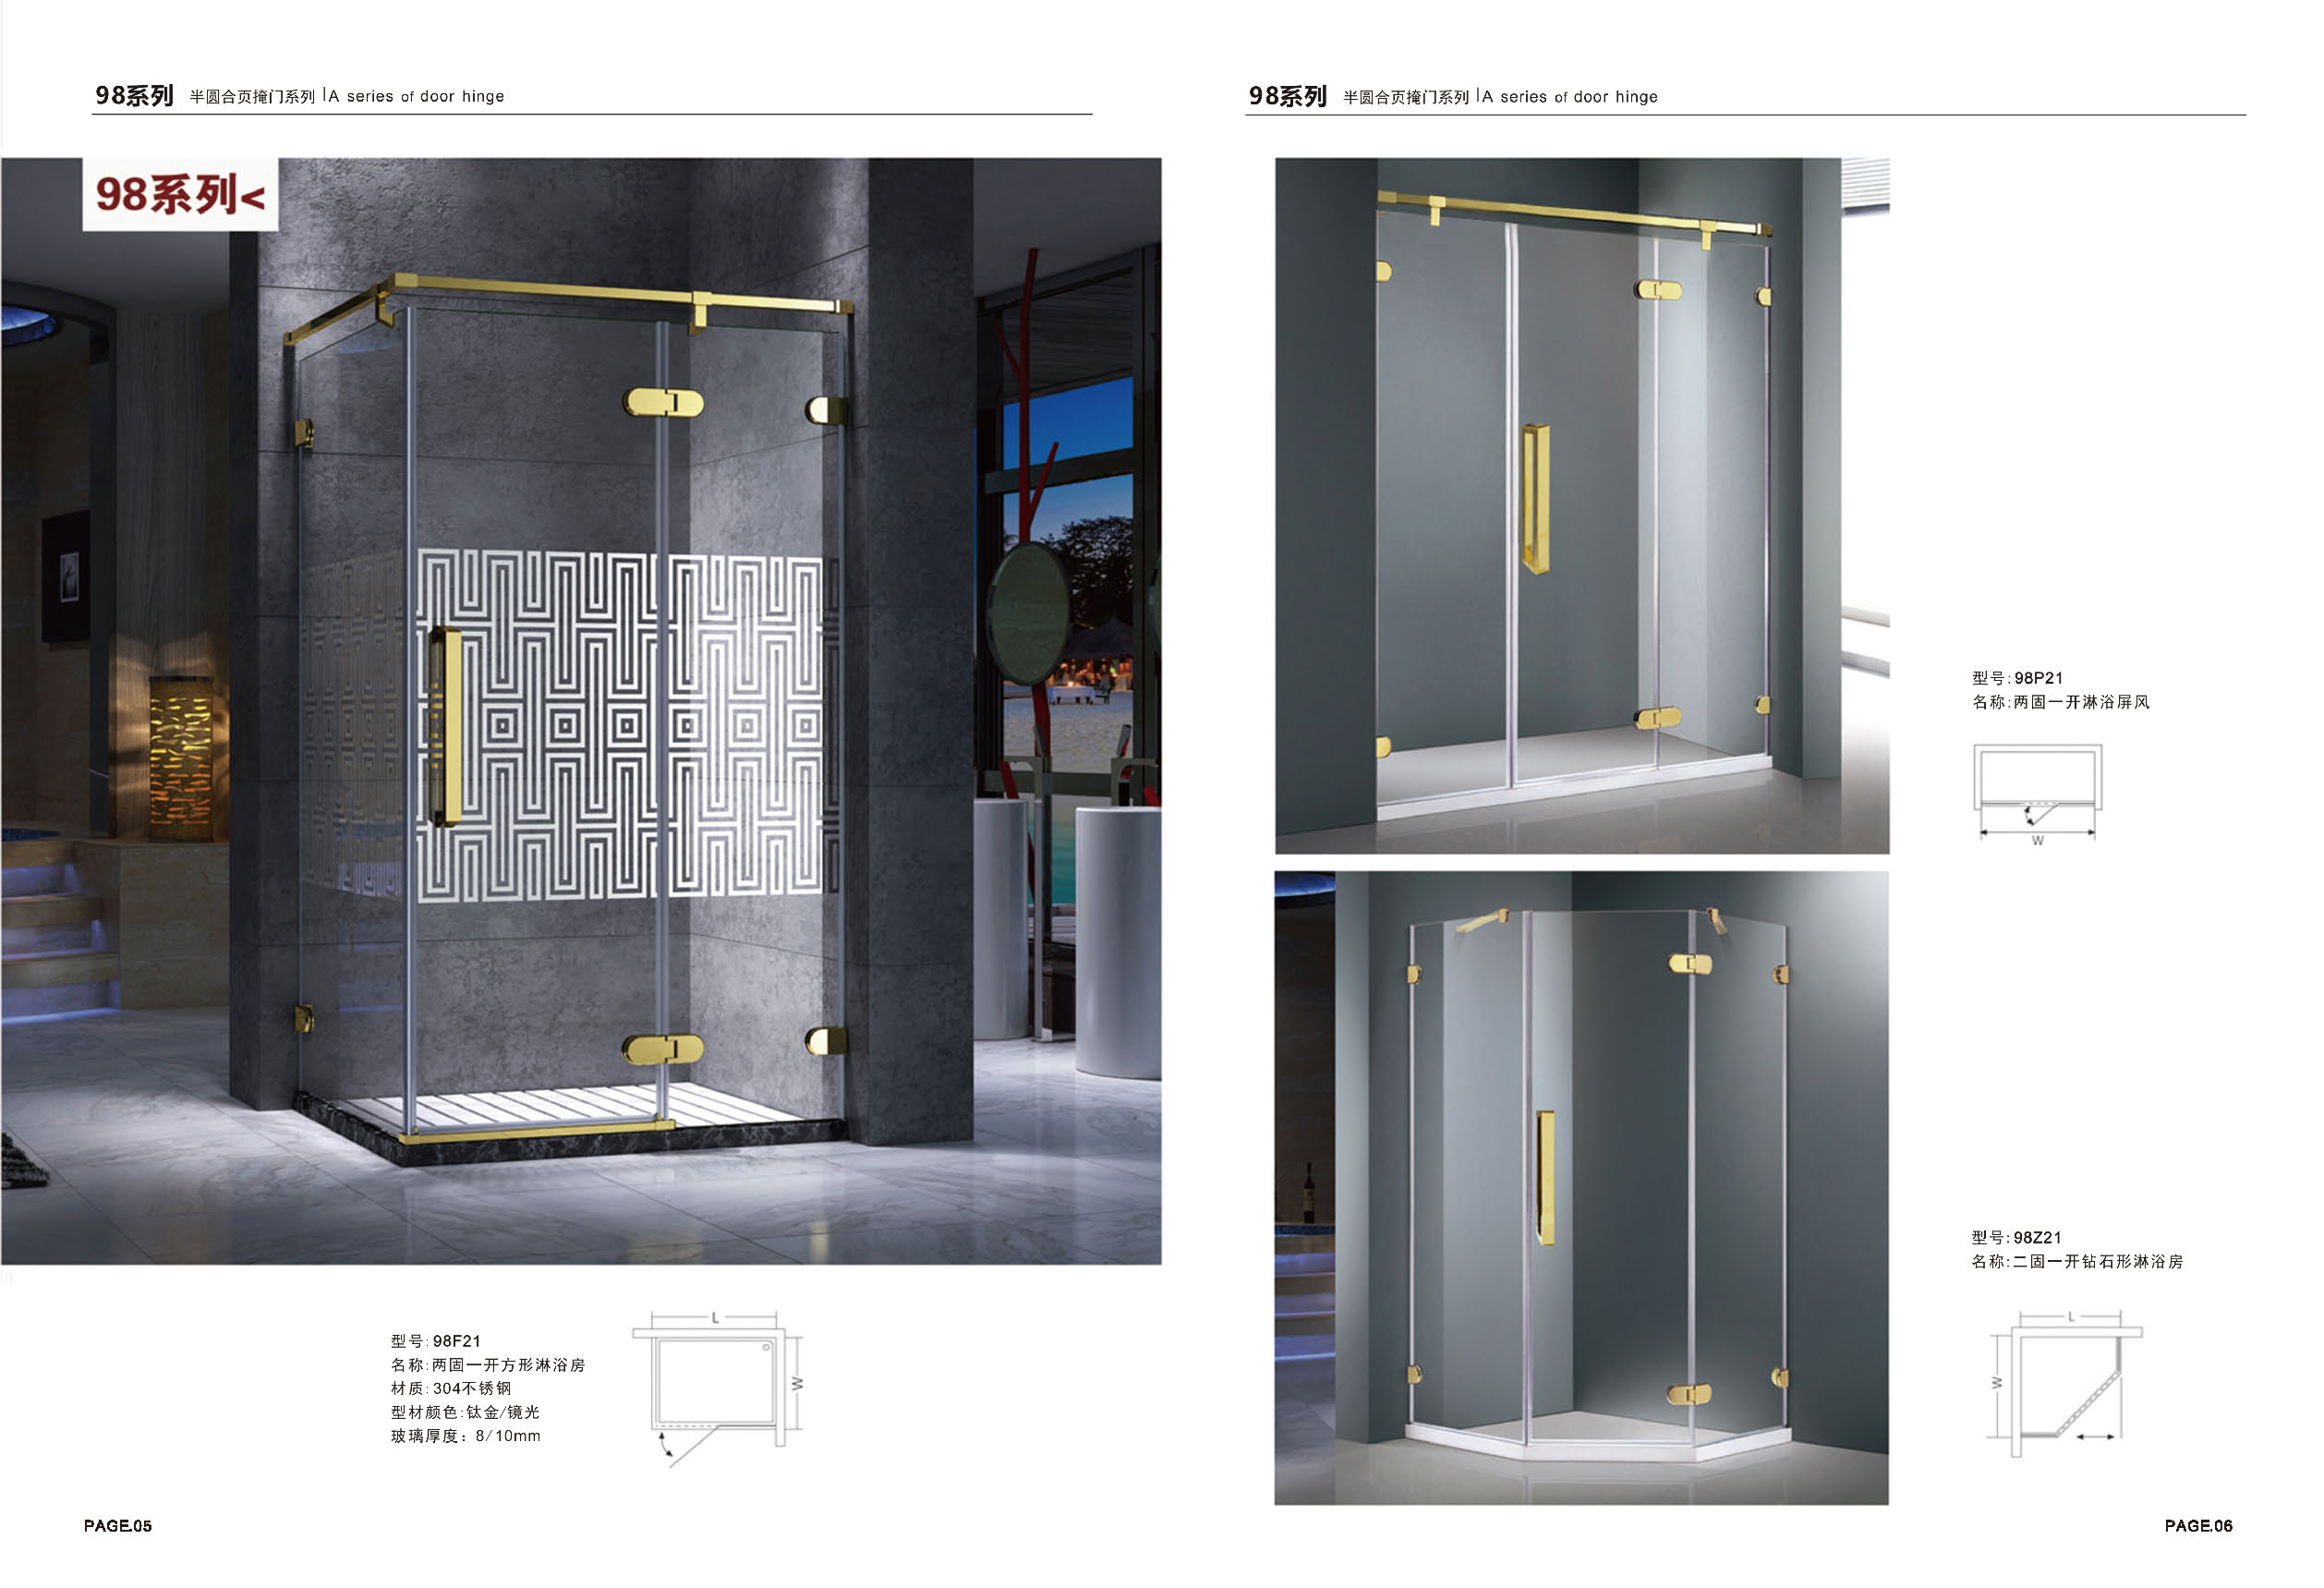 98系列 半圆合页掩门系列 | A series of door hinge
98系列<
L
W
型号: 98F21
名称:两固一开方形淋浴房
材质: 304不锈钢
型材颜色:钛金/镜光
玻璃厚度: 8/10mm
PAGE.05
98系列 半圆合页掩门系列 | A series of door hinge
型号: 98P21
名称:两固一开淋浴屏风
W
型号: 98Z21
名称:二固一开钻石形淋浴房
L
W
PAGE.06